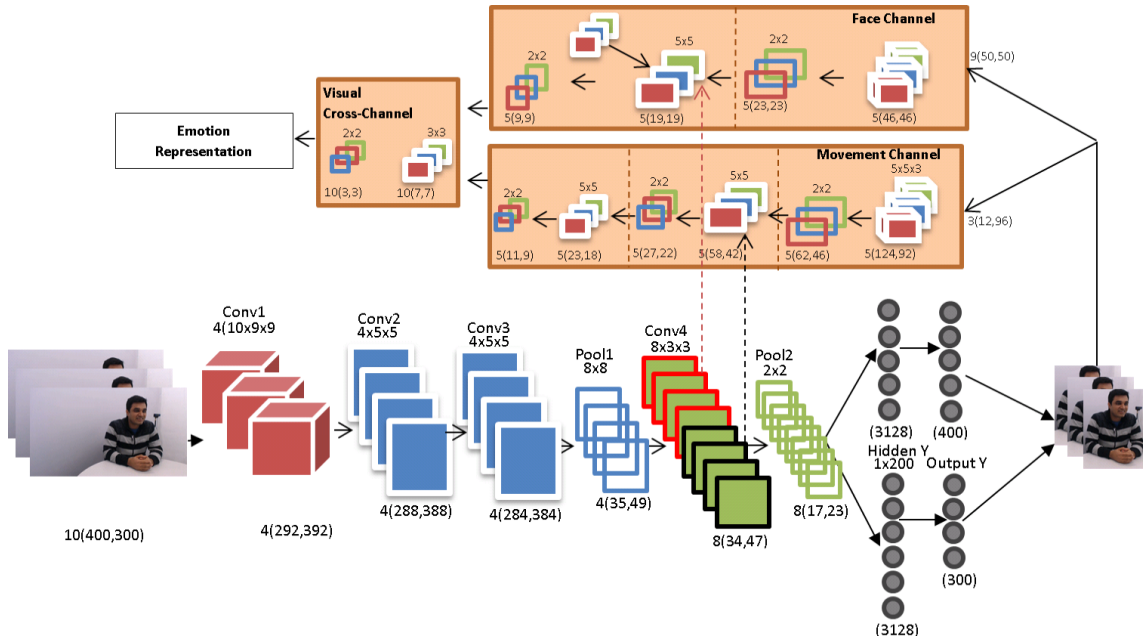 Face Channel
9(50,50)
2x2
5x5
2x2
5(9,9)
5(19,19)
5(23,23)
5(46,46)
Visual
Cross-Channel
2x2
3x3
10(3,3)
10(7,7)
Emotion
Representation
Movement Channel
5x5x3
2x2
5x5
2x2
5x5
2x2
3(12,96)
5(11,9)
5(23,18)
5(27,22)
5(58,42)
5(62,46)
5(124,92)
Conv1
4(10x9x9
Conv2
4x5x5
Conv3
4x5x5
Pool1
8x8
Conv4
8x3x3
Pool2
2x2
10(400,300)
4(292,392)
4(288,388)
4(284,384)
4(35,49)
8(34,47)
8(17,23)
(3128)
(400)
Hidden Y
1x200
Output Y
(300)
(3128)